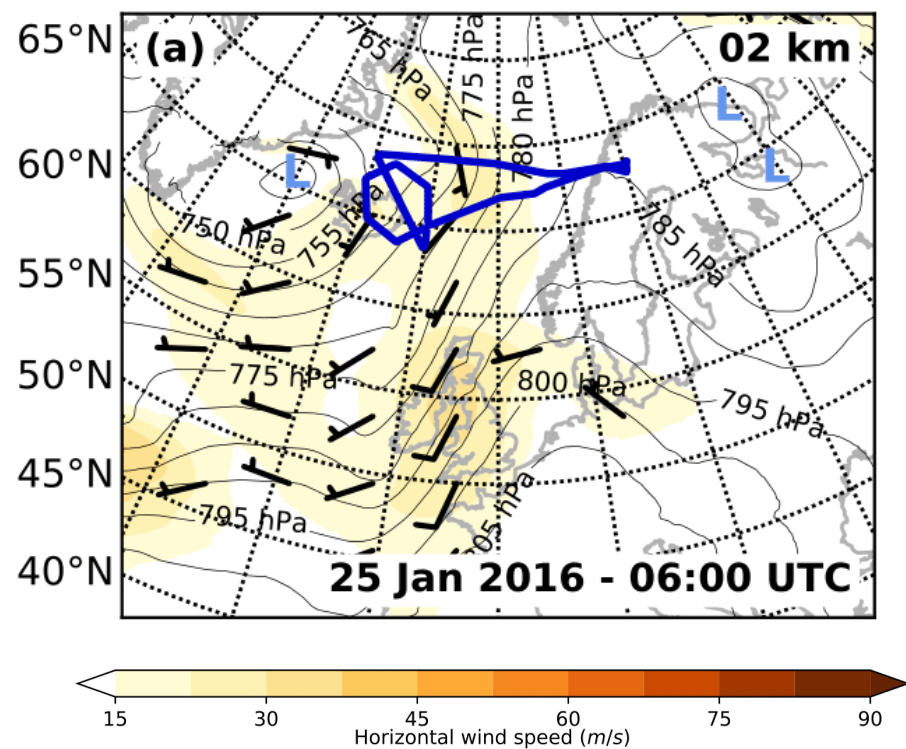 65°N
(a)
02 km
765 hPa
775 hPa
780 hPa
L
L
60°N
L
750 hPa
755 hPa
785 hPa
55°N
50°N
775 hPa
800 hPa
795 hPa
45°N
795 hPa
40°N
25 Jan 2016 - 06:00 UTC
15 30 45 60 75 90
Horizontal wind speed (m/s)